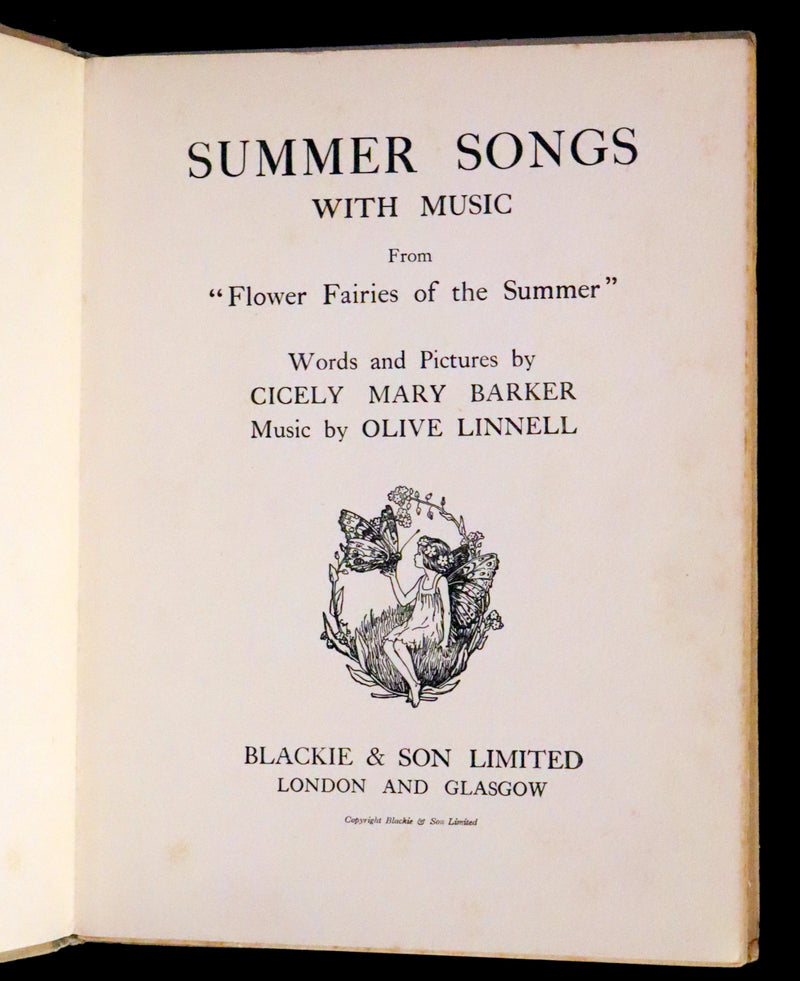 SUMMER SONGS
WITH MUSIC
From
“Flower Fairies of the Summer”
Words and Pictures by
CICELY MARY BARKER
Music by OLIVE LINNELL
BLACKIE & SON LIMITED
LONDON AND GLASGOW
Copyright Blackie & Son Limited